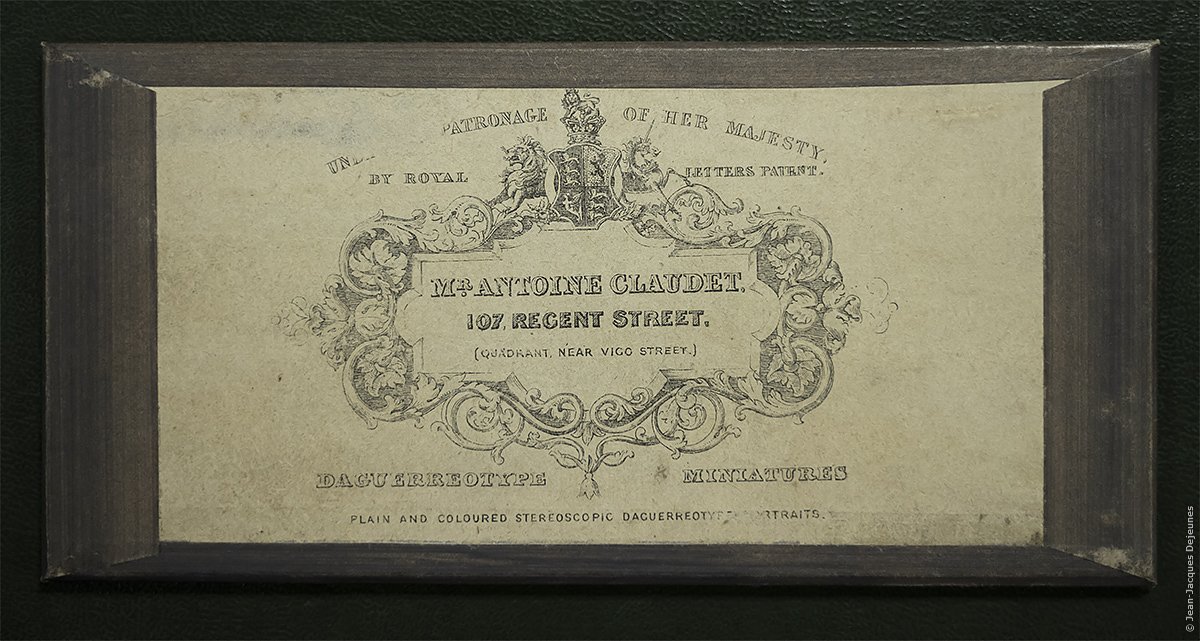 PATRONAGE OF HER MAJESTY,
BY ROYAL LETTERS PATENT.
MR. ANTOINE CLAUDET.
107, REGENT STREET.
(QUADRANT, NEAR VIGO STREET.)
DAGUERREOTYPE MINIATURES
PLAIN AND COLOURED STEREOSCOPIC
© Jean-Jacques Dejeunes